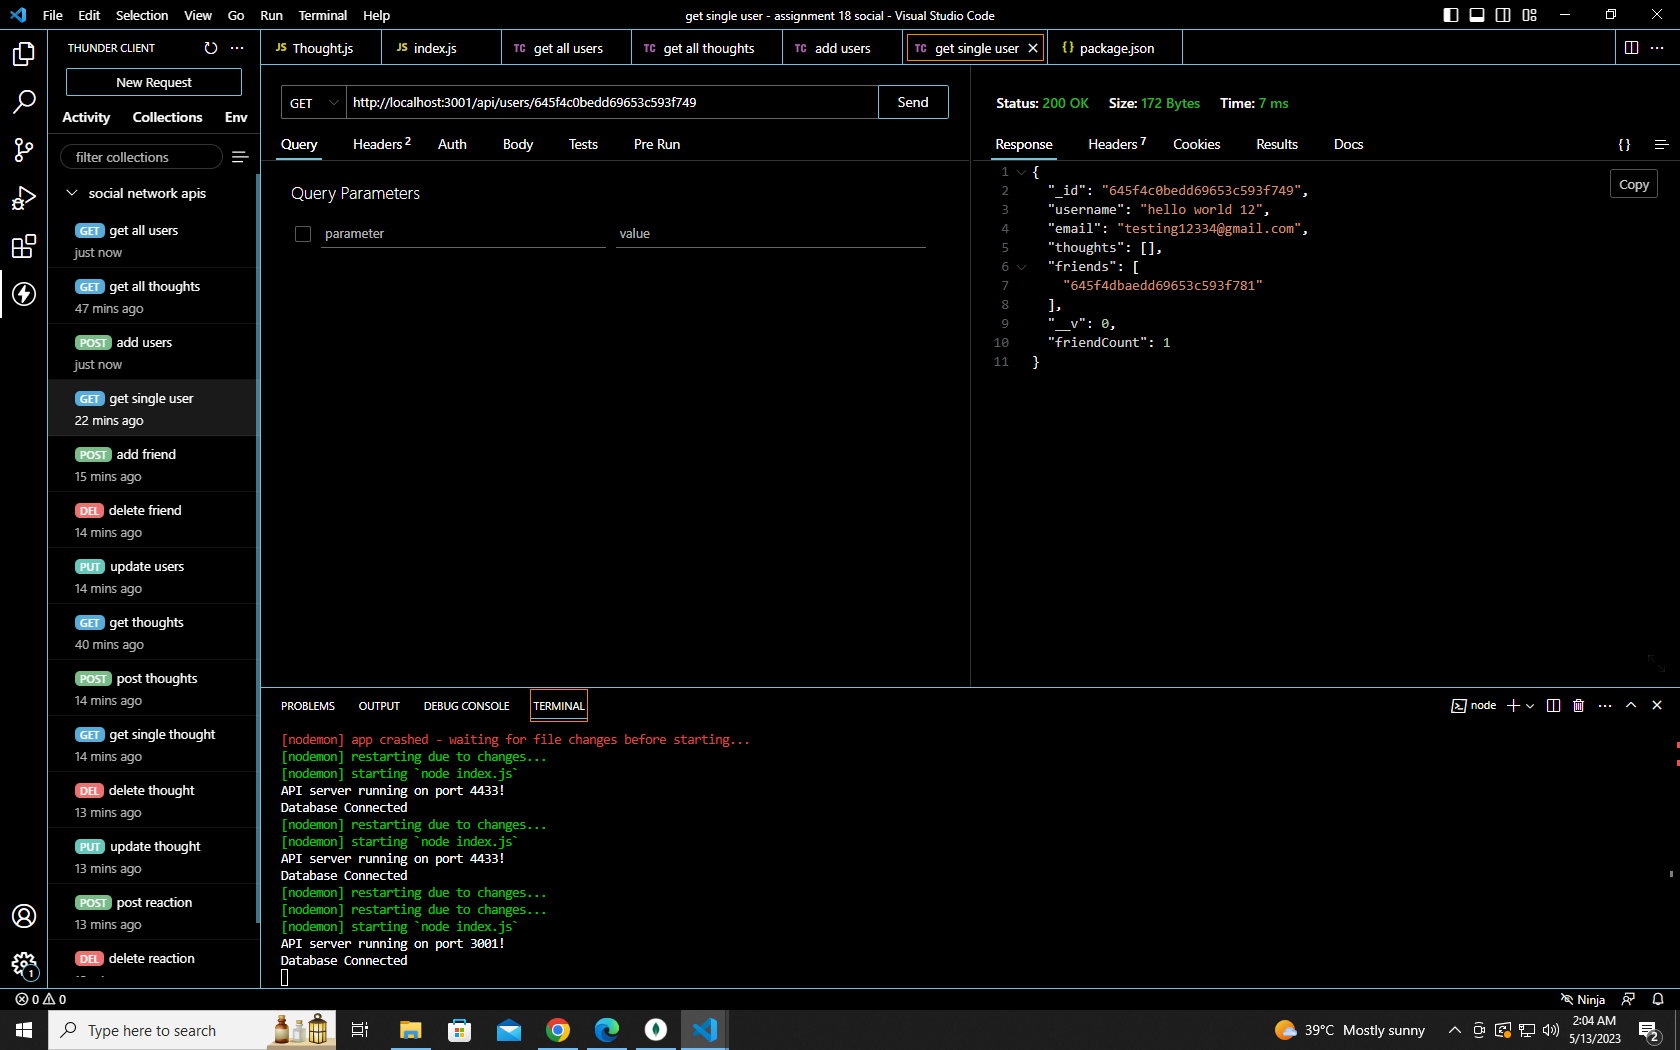 File Edit Selection View Go Run Terminal Help
get single user - assignment 18 social - Visual Studio Code
THUNDER CLIENT
New Request
Activity Collections Env
filter collections
social network apis
GET get all users
just now
GET get all thoughts
47 mins ago
POST add users
just now
GET get single user
22 mins ago
POST add friend
15 mins ago
DEL delete friend
14 mins ago
PUT update users
14 mins ago
GET get thoughts
40 mins ago
POST post thoughts
14 mins ago
GET get single thought
14 mins ago
DEL delete thought
13 mins ago
PUT update thought
13 mins ago
POST post reaction
13 mins ago
DEL delete reaction
JS Thought.js JS index.js TC get all users TC get all thoughts TC add users TC get single user {} package.json
GET http://localhost:3001/api/users/645f4c0bedd69653c593f749 Send
Query Headers 2 Auth Body Tests Pre Run
Query Parameters
parameter value
Status: 200 OK Size: 172 Bytes Time: 7 ms
Response Headers 7 Cookies Results Docs {}
Copy
1 {
2 "_id": "645f4c0bedd69653c593f749",
3 "username": "hello world 12",
4 "email": "testing12334@gmail.com",
5 "thoughts": [],
6 "friends": [
7 "645f4dbaedd69653c593f781"
8 ],
9 "__v": 0,
10 "friendCount": 1
11 }
PROBLEMS OUTPUT DEBUG CONSOLE TERMINAL
node
[nodemon] app crashed - waiting for file changes before starting...
[nodemon] restarting due to changes...
[nodemon] starting `node index.js`
API server running on port 4433!
Database Connected
[nodemon] restarting due to changes...
[nodemon] starting `node index.js`
API server running on port 4433!
Database Connected
[nodemon] restarting due to changes...
[nodemon] restarting due to changes...
[nodemon] starting `node index.js`
API server running on port 3001!
Database Connected
1
0 0
Ninja
Type here to search
39°C Mostly sunny
2:04 AM
5/13/2023
2